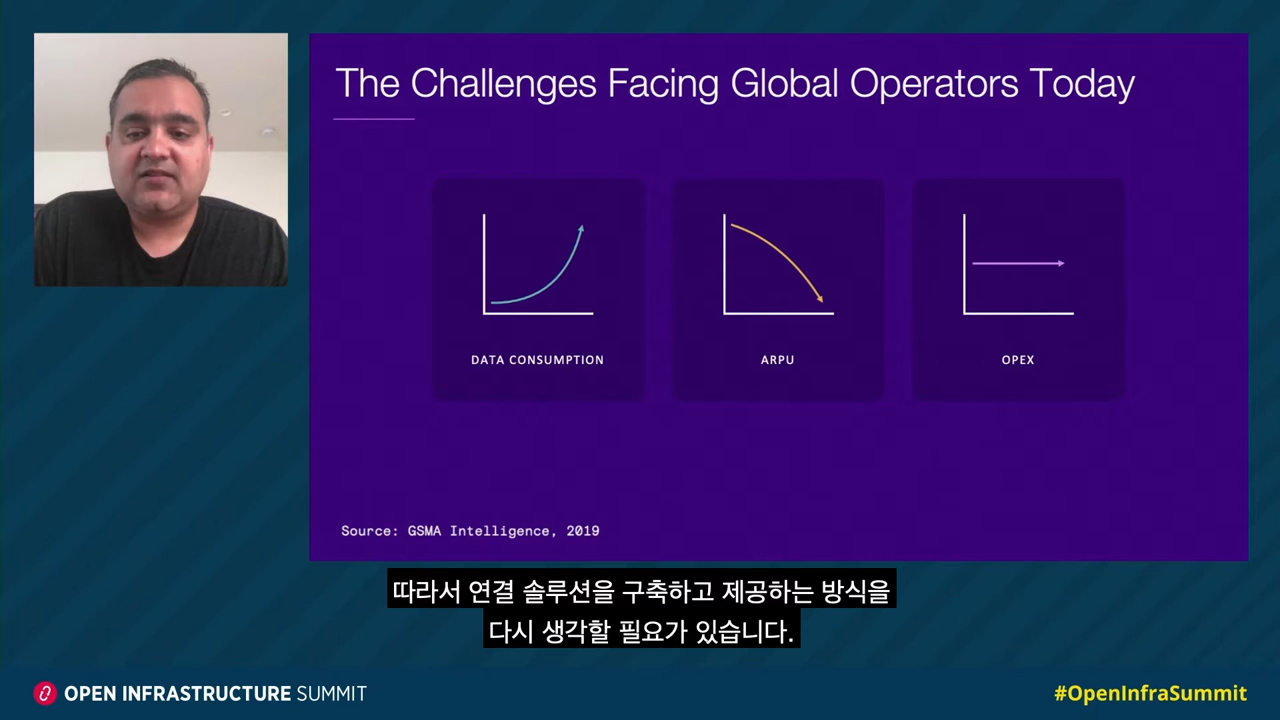 The Challenges Facing Global Operators Today
DATA CONSUMPTION
ARPU
OPEX
Source: GSMA Intelligence, 2019
따라서 연결 솔루션을 구축하고 제공하는 방식을
다시 생각할 필요가 있습니다.
OPEN INFRASTRUCTURE SUMMIT
#OpenInfraSummit